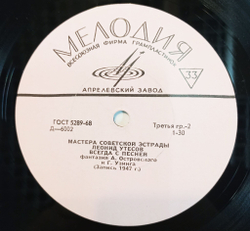 МЕЛОДИЯ
ВСЕСОЮЗНАЯ ФИРМА ГРАМПЛАСТИНОК
33
АПРЕЛЕВСКИЙ ЗАВОД
ГОСТ 5289-68
Д—6002
Третья гр.-2
1-30
МАСТЕРА СОВЕТСКОЙ ЭСТРАДЫ
ЛЕОНИД УТЕСОВ
ВСЕГДА С ПЕСНЕЙ
фантазия А. Островского
и Г. Узинга
(Запись 1947 г.)